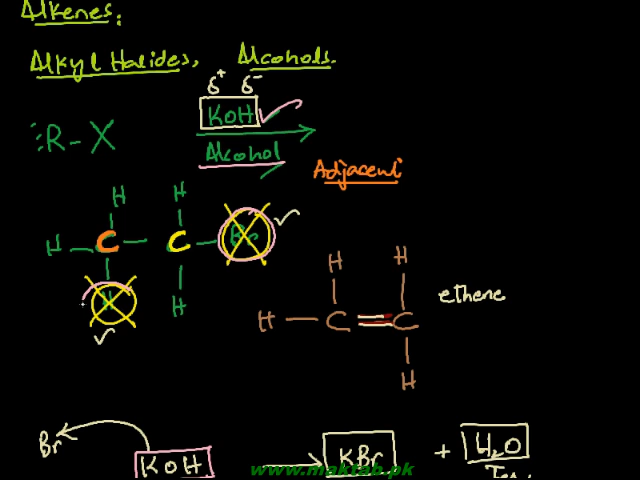 Alkenes:
Alkyl Halides, Alcohols.
δ+ δ-
KOH
:R-X
Alcohol
Adjacent
H H
H C C Br
H H
H H
ethene
H C C
H
Br
KOH KBr + H2O
www.maktab.pk